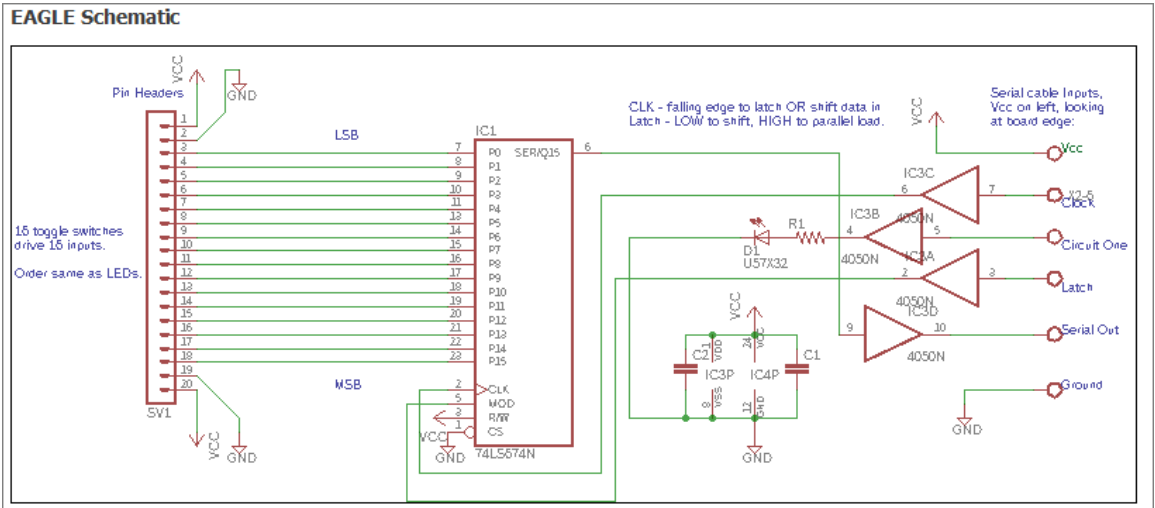 EAGLE Schematic
VCC
GND
Pin Headers
1
2
3
4
5
6
7
8
9
10
11
12
13
14
15
16
17
18
19
20
SV1
VCC
GND
16 toggle switches
drive 16 inputs.
Order same as LEDs.
LSB
MSB
IC1
7 P0 SER/Q15 6
8 P1
9 P2
10 P3
11 P4
13 P5
14 P6
15 P7
16 P8
17 P9
18 P10
19 P11
20 P12
21 P13
22 P14
23 P15
2 CLK
5 MOD
3 R/W
1 CS
VCC
GND
74LS674N
CLK - falling edge to latch OR shift data in
Latch - LOW to shift, HIGH to parallel load.
VCC
Serial cable Inputs,
Vcc on left, looking
at board edge:
Vcc
IC3C
6 7
4050N
X2-5
Clock
IC3B
R1
4 5
4050N
D1
U57X32
Circuit One
IC3A
2 3
4050N
Latch
IC3D
9 10
4050N
Serial Out
VCC
C2
1 VDD
IC3P
8 VSS
24 VCC
IC4P
12 GND
C1
GND
Ground
GND